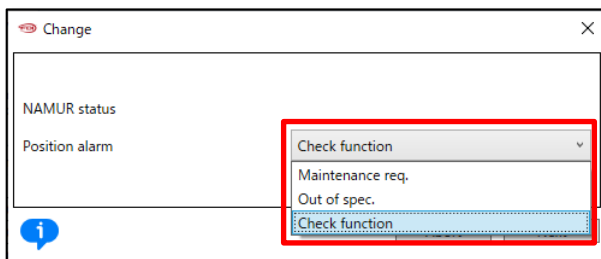 Change
NAMUR status
Position alarm
Check function
Maintenance req.
Out of spec.
Check function